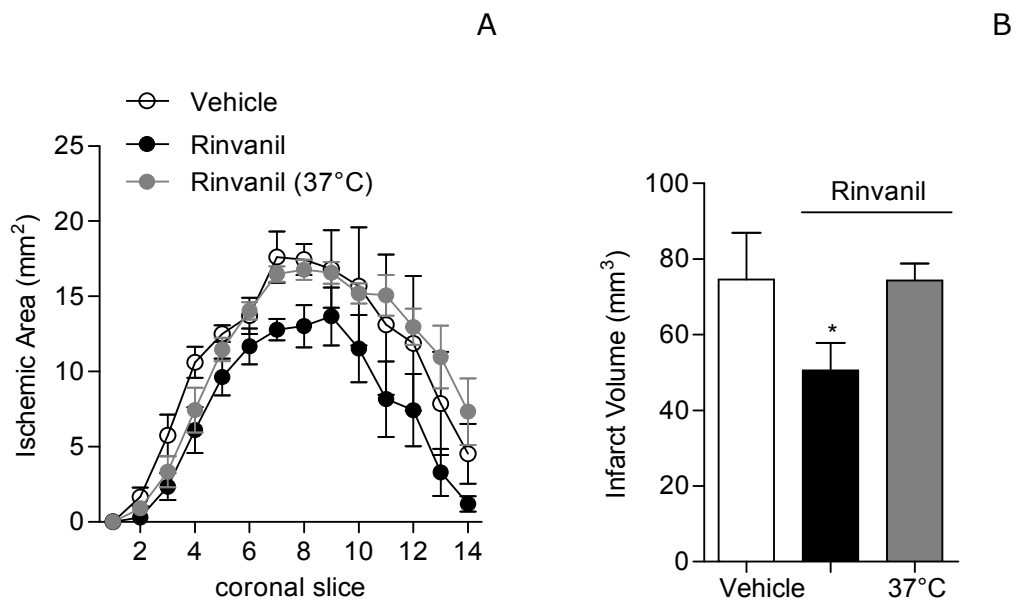 A
B
Vehicle
Rinvanil
Rinvanil (37°C)
Ischemic Area (mm²)
25
20
15
10
5
0
2 4 6 8 10 12 14
coronal slice
Rinvanil
Infarct Volume (mm³)
100
80
60
40
20
0
*
Vehicle 37°C